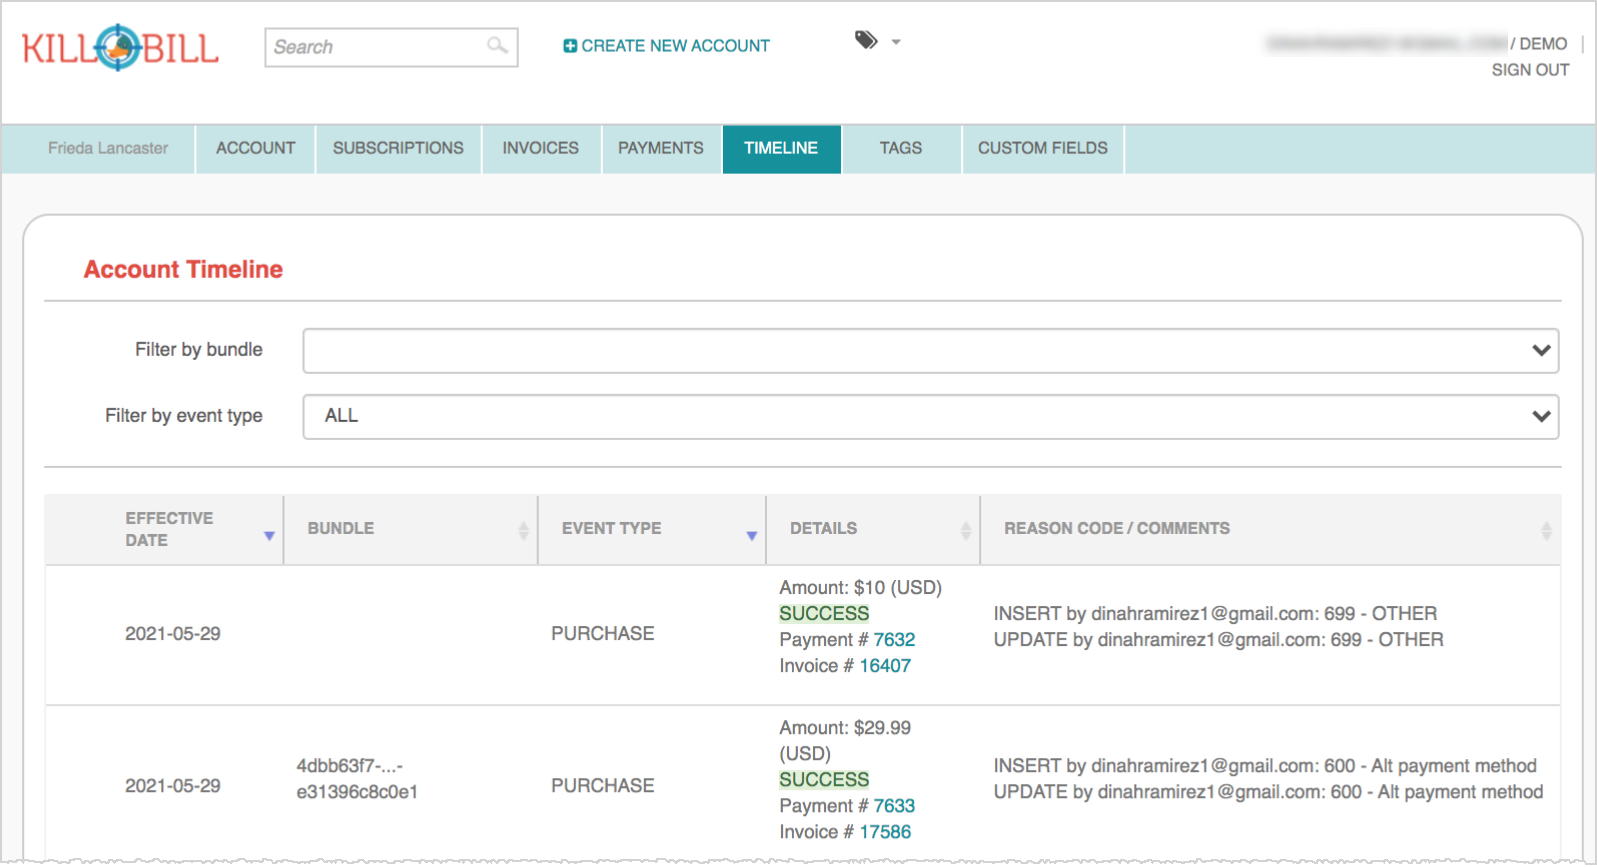 KILL BILL
Search
CREATE NEW ACCOUNT
/ DEMO |
SIGN OUT
Frieda Lancaster
ACCOUNT
SUBSCRIPTIONS
INVOICES
PAYMENTS
TIMELINE
TAGS
CUSTOM FIELDS
Account Timeline
Filter by bundle
Filter by event type
ALL
EFFECTIVE
DATE
BUNDLE
EVENT TYPE
DETAILS
REASON CODE / COMMENTS
2021-05-29
PURCHASE
Amount: $10 (USD)
SUCCESS
Payment # 7632
Invoice # 16407
INSERT by dinahramirez1@gmail.com: 699 - OTHER
UPDATE by dinahramirez1@gmail.com: 699 - OTHER
2021-05-29
4dbb63f7-...-
e31396c8c0e1
PURCHASE
Amount: $29.99
(USD)
SUCCESS
Payment # 7633
Invoice # 17586
INSERT by dinahramirez1@gmail.com: 600 - Alt payment method
UPDATE by dinahramirez1@gmail.com: 600 - Alt payment method